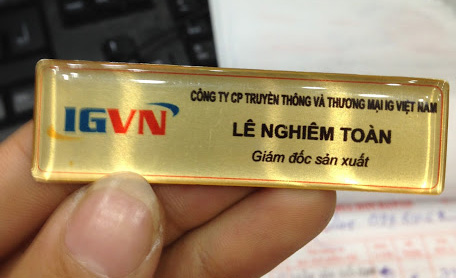 CÔNG TY CP TRUYỀN THÔNG VÀ THƯƠNG MẠI IG VIỆT NAM
IGVN
LÊ NGHIÊM TOÀN
Giám đốc sản xuất